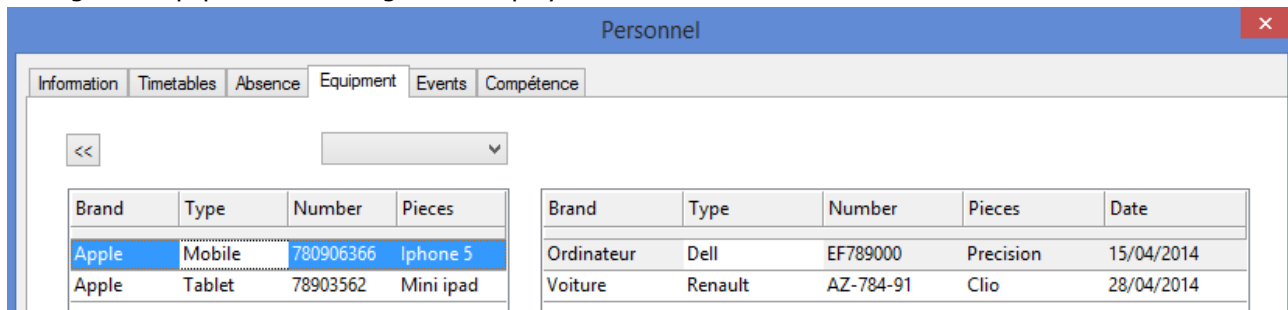 Personnel
Information Timetables Absence Equipment Events Compétence
<<
Brand Type Number Pieces Brand Type Number Pieces Date
Apple Mobile 780906366 Iphone 5 Ordinateur Dell EF789000 Precision 15/04/2014
Apple Tablet 78903562 Mini ipad Voiture Renault AZ-784-91 Clio 28/04/2014